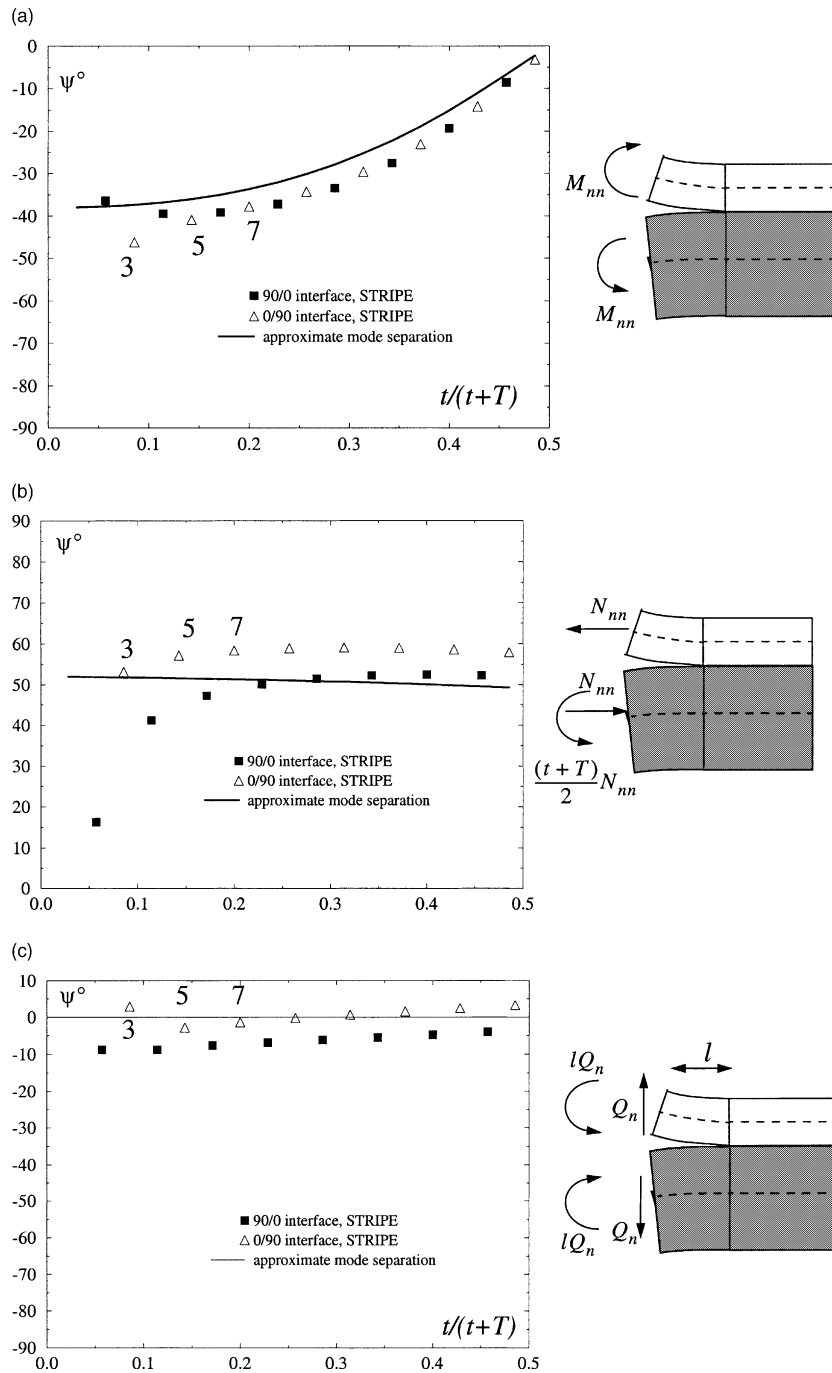 (a)
0
-10
-20
-30
-40
-50
-60
-70
-80
-90
ψ°
3
5
7
90/0 interface, STRIPE
0/90 interface, STRIPE
approximate mode separation
t/(t+T)
0.0 0.1 0.2 0.3 0.4 0.5
M_nn
M_nn
(b)
90
80
70
60
50
40
30
20
10
0
ψ°
3
5
7
90/0 interface, STRIPE
0/90 interface, STRIPE
approximate mode separation
0.0 0.1 0.2 0.3 0.4 0.5
N_nn
N_nn
(t+T)/2 N_nn
(c)
10
0
-10
-20
-30
-40
-50
-60
-70
-80
-90
ψ°
3
5
7
90/0 interface, STRIPE
0/90 interface, STRIPE
approximate mode separation
t/(t+T)
0.0 0.1 0.2 0.3 0.4 0.5
l
lQ_n
Q_n
lQ_n
Q_n